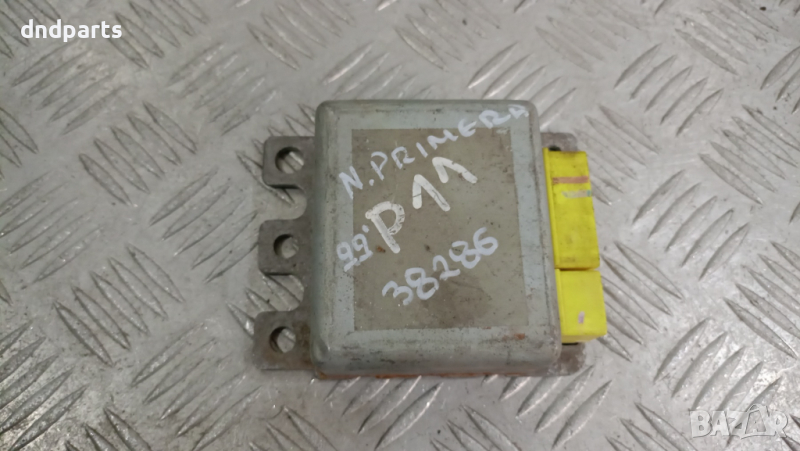 dndparts
N.PRIMERA
99' P11
38286
BAZAR